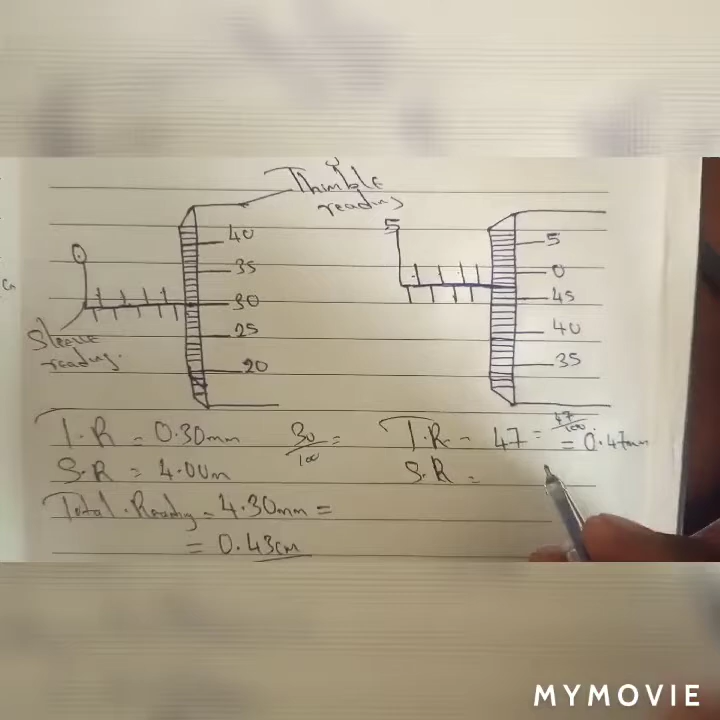 Thimble
reading
0
40
35
30
25
20
Sleeve
reading.
5
5
0
45
40
35
T.R = 0.30mm 30/100 =
S.R = 4.00m
Total.Reading = 4.30mm =
= 0.43cm
T.R = 47 = 47/100 = 0.47mm
S.R =
MYMOVIE